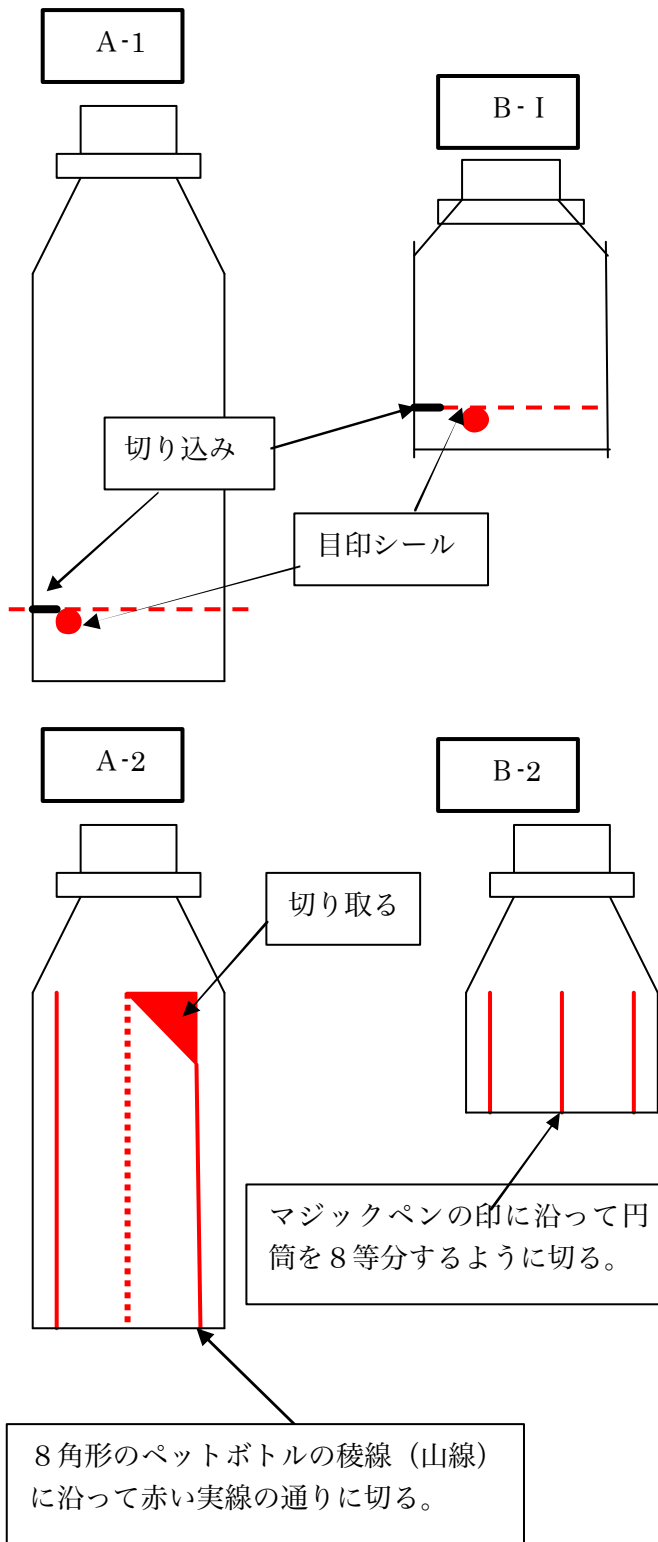 A-1
B-I
切り込み
目印シール
A-2
B-2
切り取る
マジックペンの印に沿って円
筒を８等分するように切る。
８角形のペットボトルの稜線（山線）
に沿って赤い実線の通りに切る。